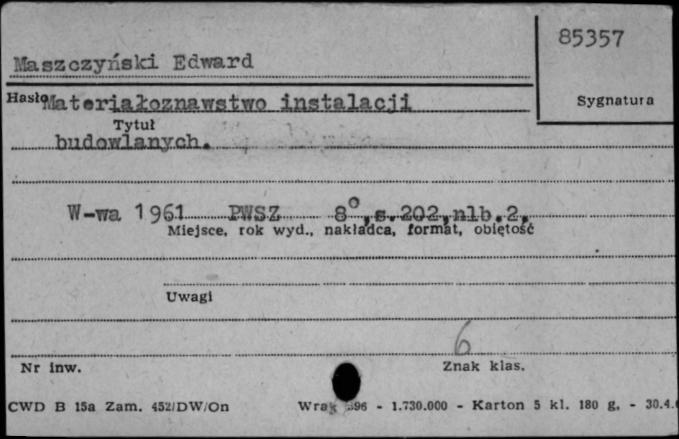 85357
Maszczyński Edward
Hasło Materiałoznawstwo instalacji
Sygnatura
Tytuł
budowlanych.
W-wa 1961 PWSZ 8°,s.202,nlb.2,
Miejsce, rok wyd., nakładca, format, objętość
Uwagi
6
Nr inw.
Znak klas.
CWD B 15a Zam. 452/DW/On Wrak 396 - 1.730.000 - Karton 5 kl. 180 g. - 30.4.